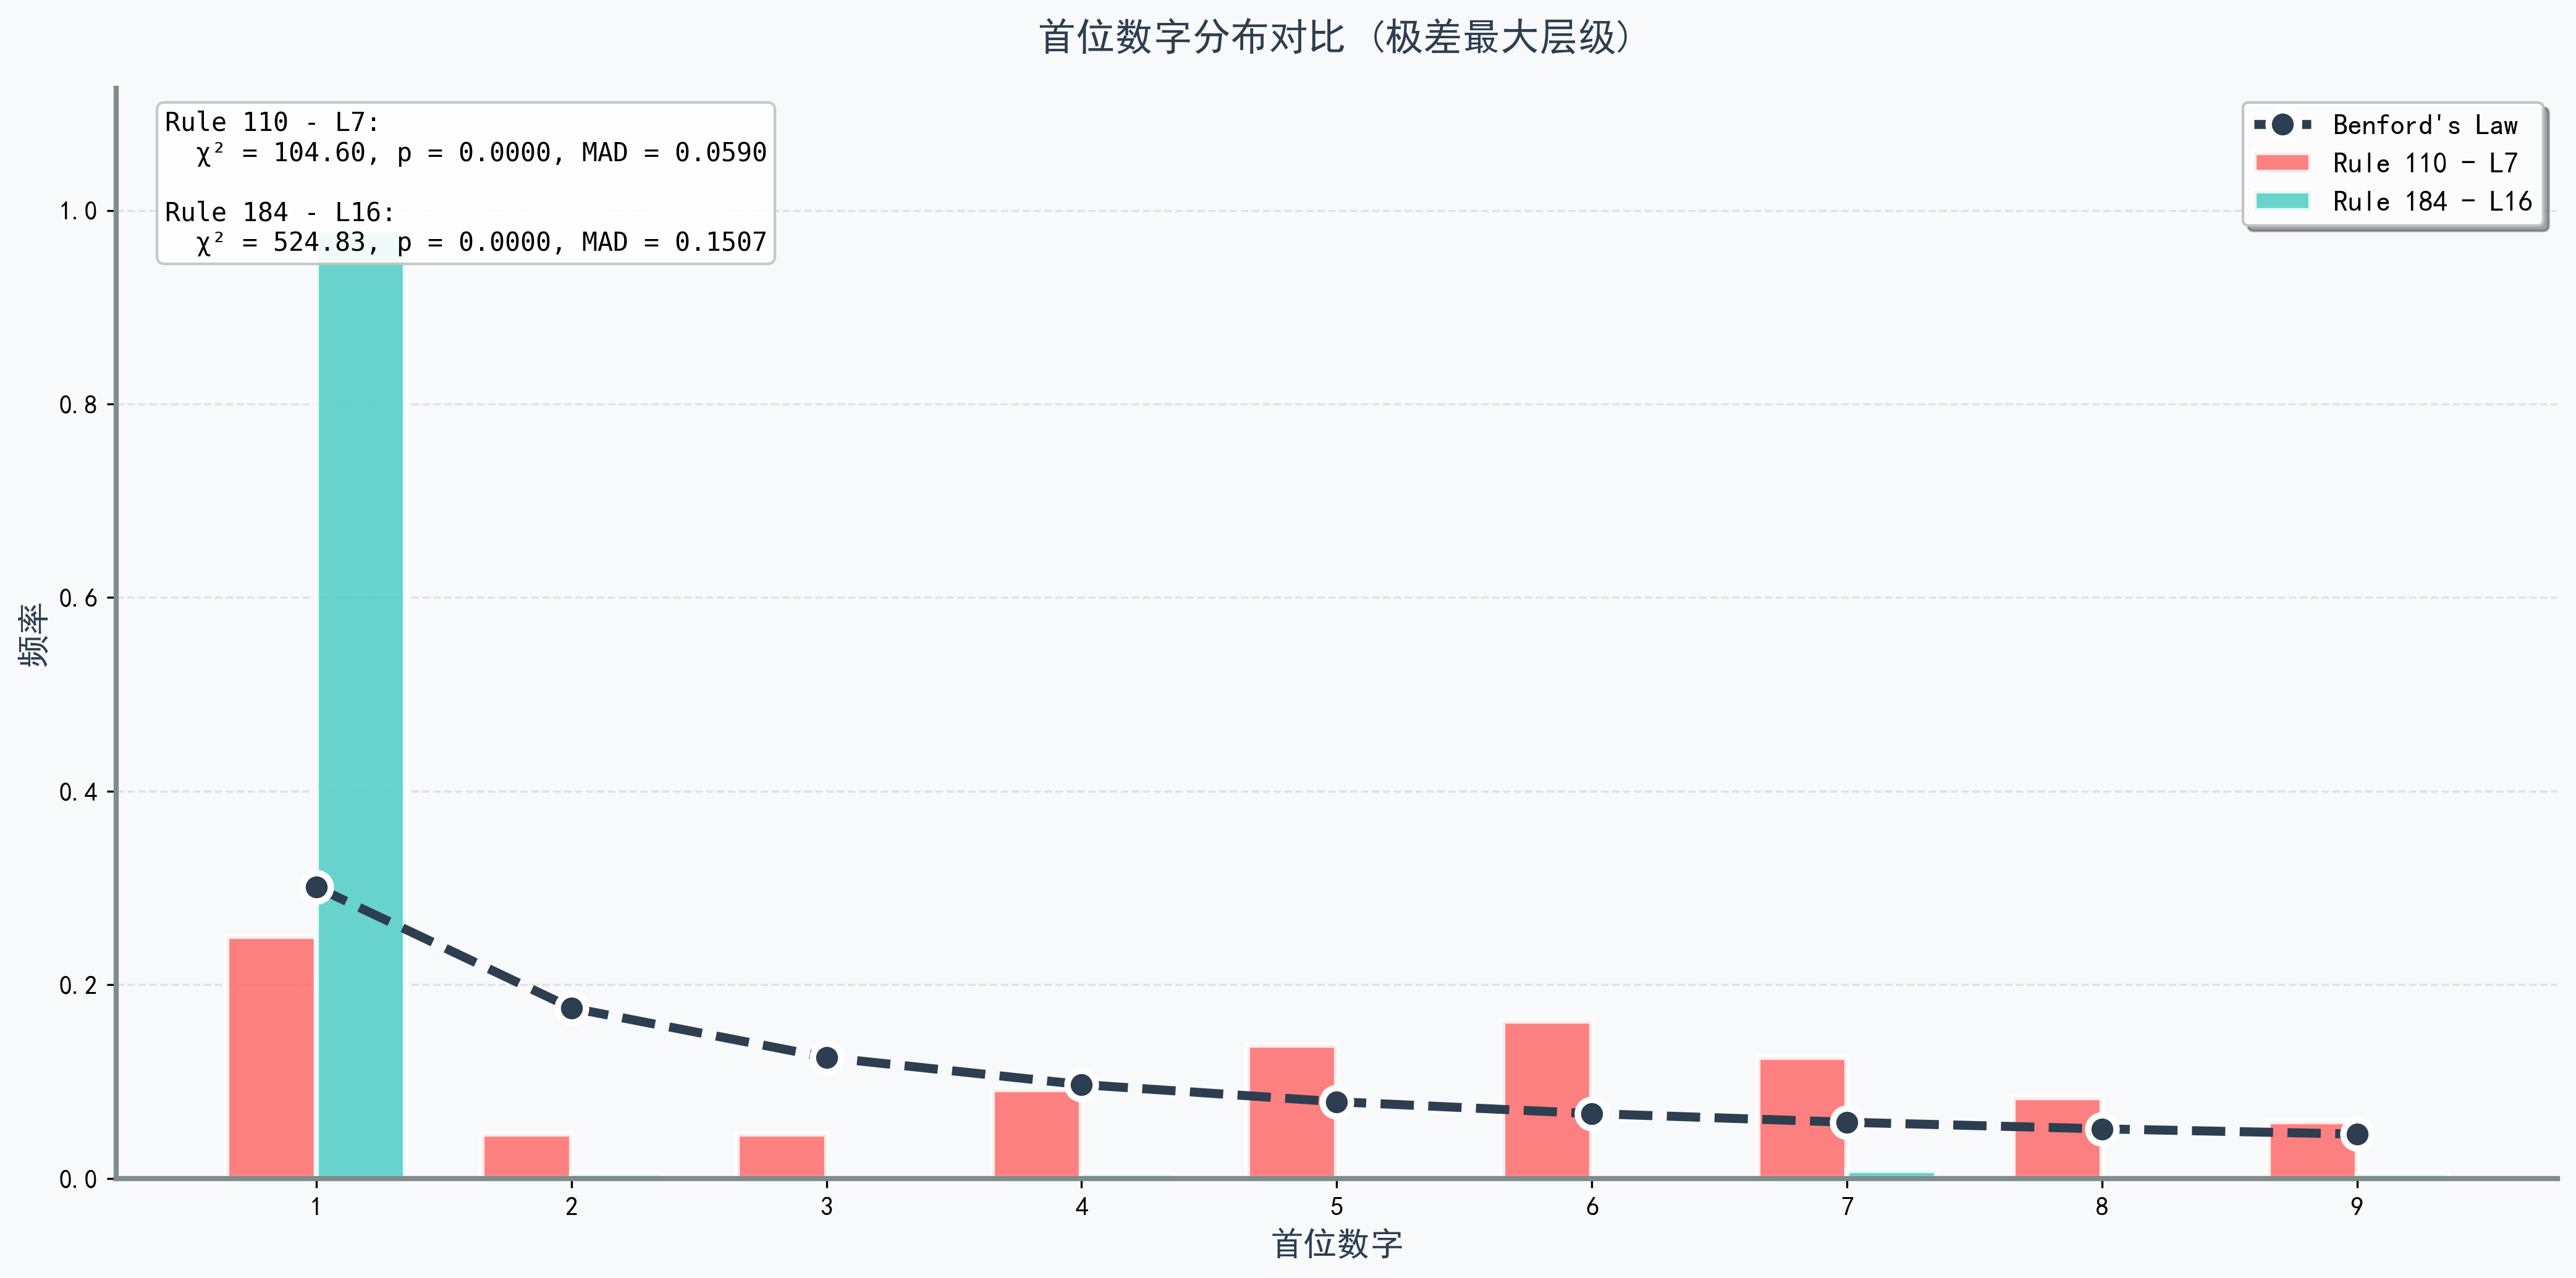 首位数字分布对比 (极差最大层级)
Rule 110 - L7:
χ² = 104.60, p = 0.0000, MAD = 0.0590
Rule 184 - L16:
χ² = 524.83, p = 0.0000, MAD = 0.1507
Benford's Law
Rule 110 - L7
Rule 184 - L16
频率
1.0
0.8
0.6
0.4
0.2
0.0
1 2 3 4 5 6 7 8 9
首位数字